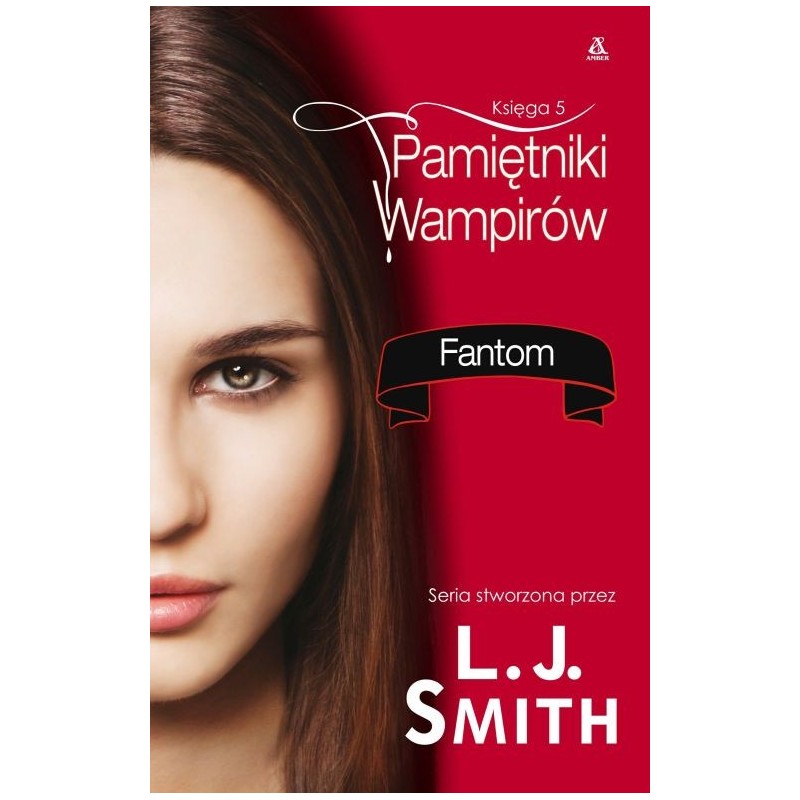 AMBER
Księga 5
Pamiętniki
Wampirów
Fantom
Seria stworzona przez
L. J.
SMITH